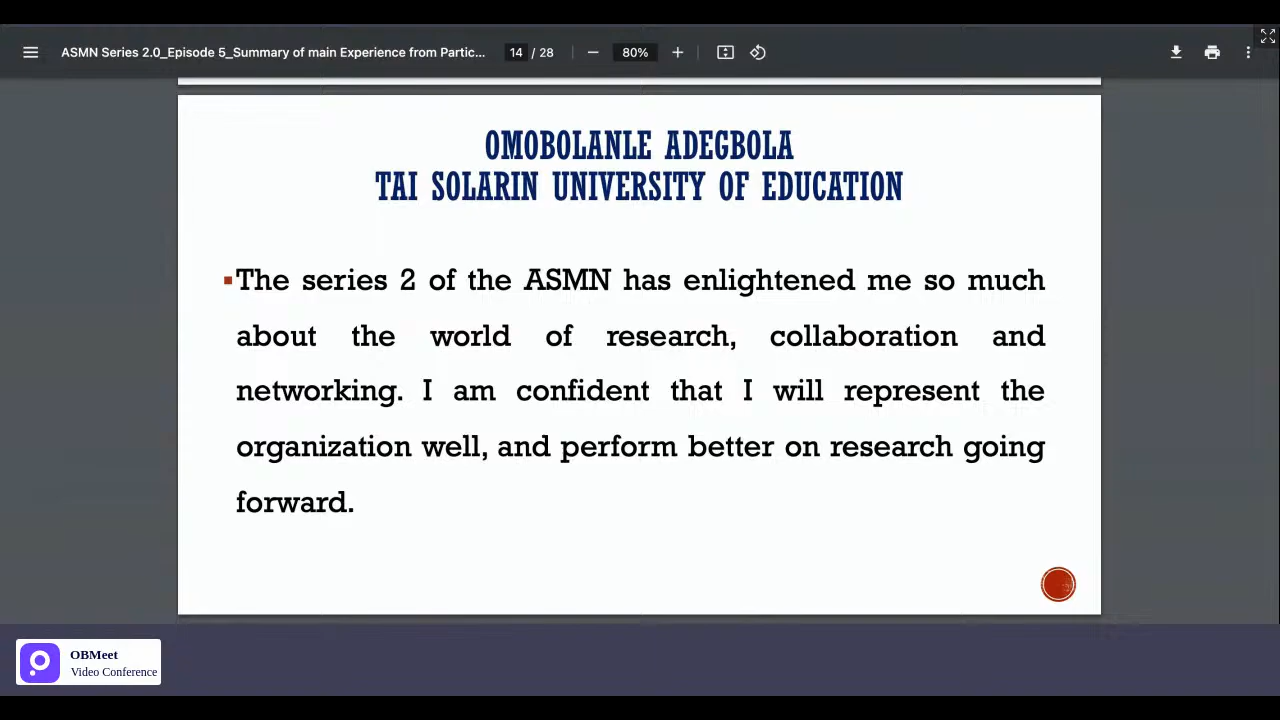 ASMN Series 2.0_Episode 5_Summary of main Experience from Partic... 14 / 28 80%
OMOBOLANLE ADEGBOLA
TAI SOLARIN UNIVERSITY OF EDUCATION
▪The series 2 of the ASMN has enlightened me so much
about the world of research, collaboration and
networking. I am confident that I will represent the
organization well, and perform better on research going
forward.
OBMeet
Video Conference